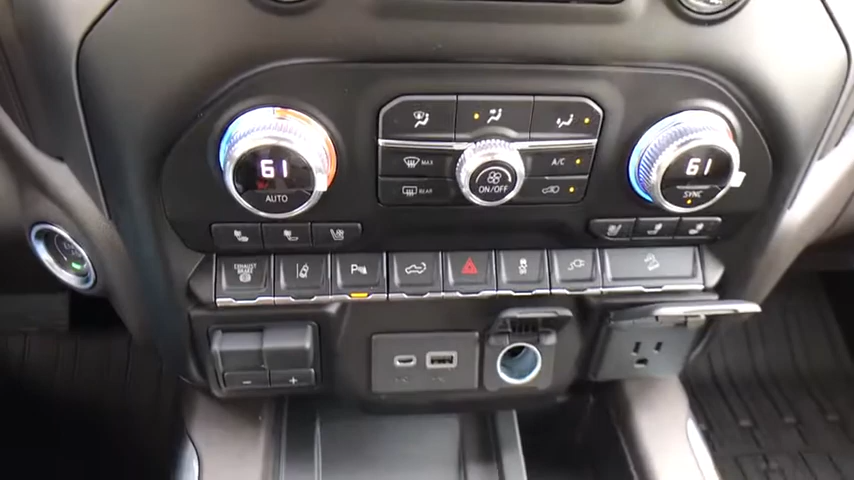 61
AUTO
MAX
REAR
ON/OFF
A/C
61
SYNC
EXHAUST
BRAKE
P